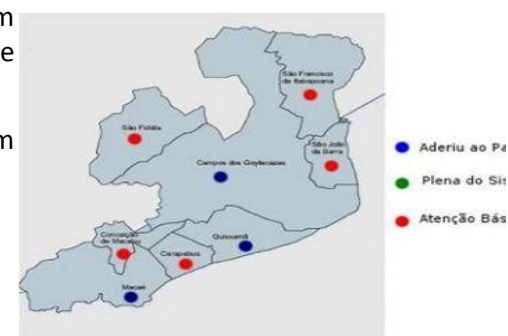 m
e
m
São Francisco
de Itabapoana
São Fidélis
São João
da Barra
Campos dos Goytacazes
Conceição
de Macabu
Quissamã
Carapebus
Macaé
Aderiu ao Pa
Plena do Sis
Atenção Bás